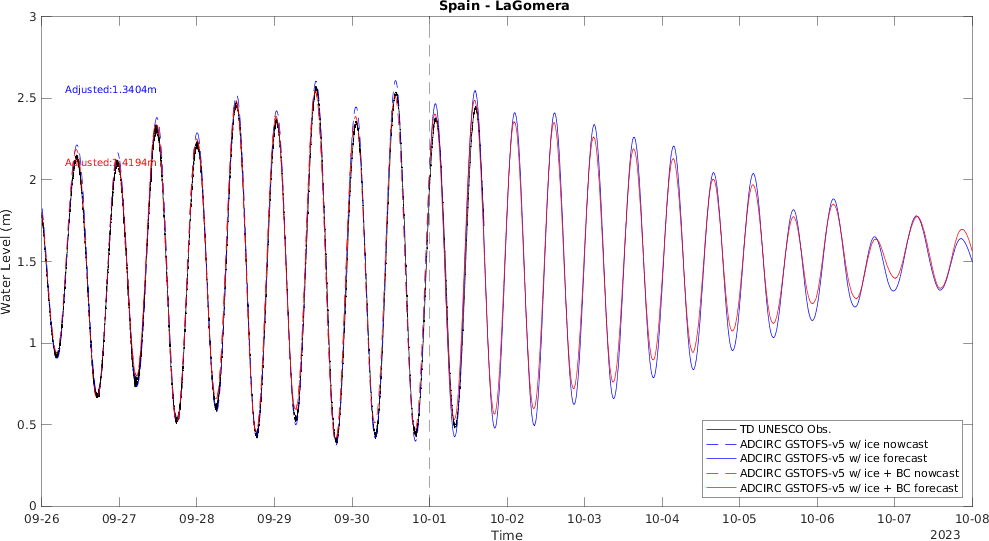 Spain - LaGomera
3
2.5
2
1.5
1
0.5
0
Water Level (m)
Adjusted:1.3404m
Adjusted:1.4194m
TD UNESCO Obs.
ADCIRC GSTOFS-v5 w/ ice nowcast
ADCIRC GSTOFS-v5 w/ ice forecast
ADCIRC GSTOFS-v5 w/ ice + BC nowcast
ADCIRC GSTOFS-v5 w/ ice + BC forecast
09-26 09-27 09-28 09-29 09-30 10-01 10-02 10-03 10-04 10-05 10-06 10-07 10-08
Time
2023